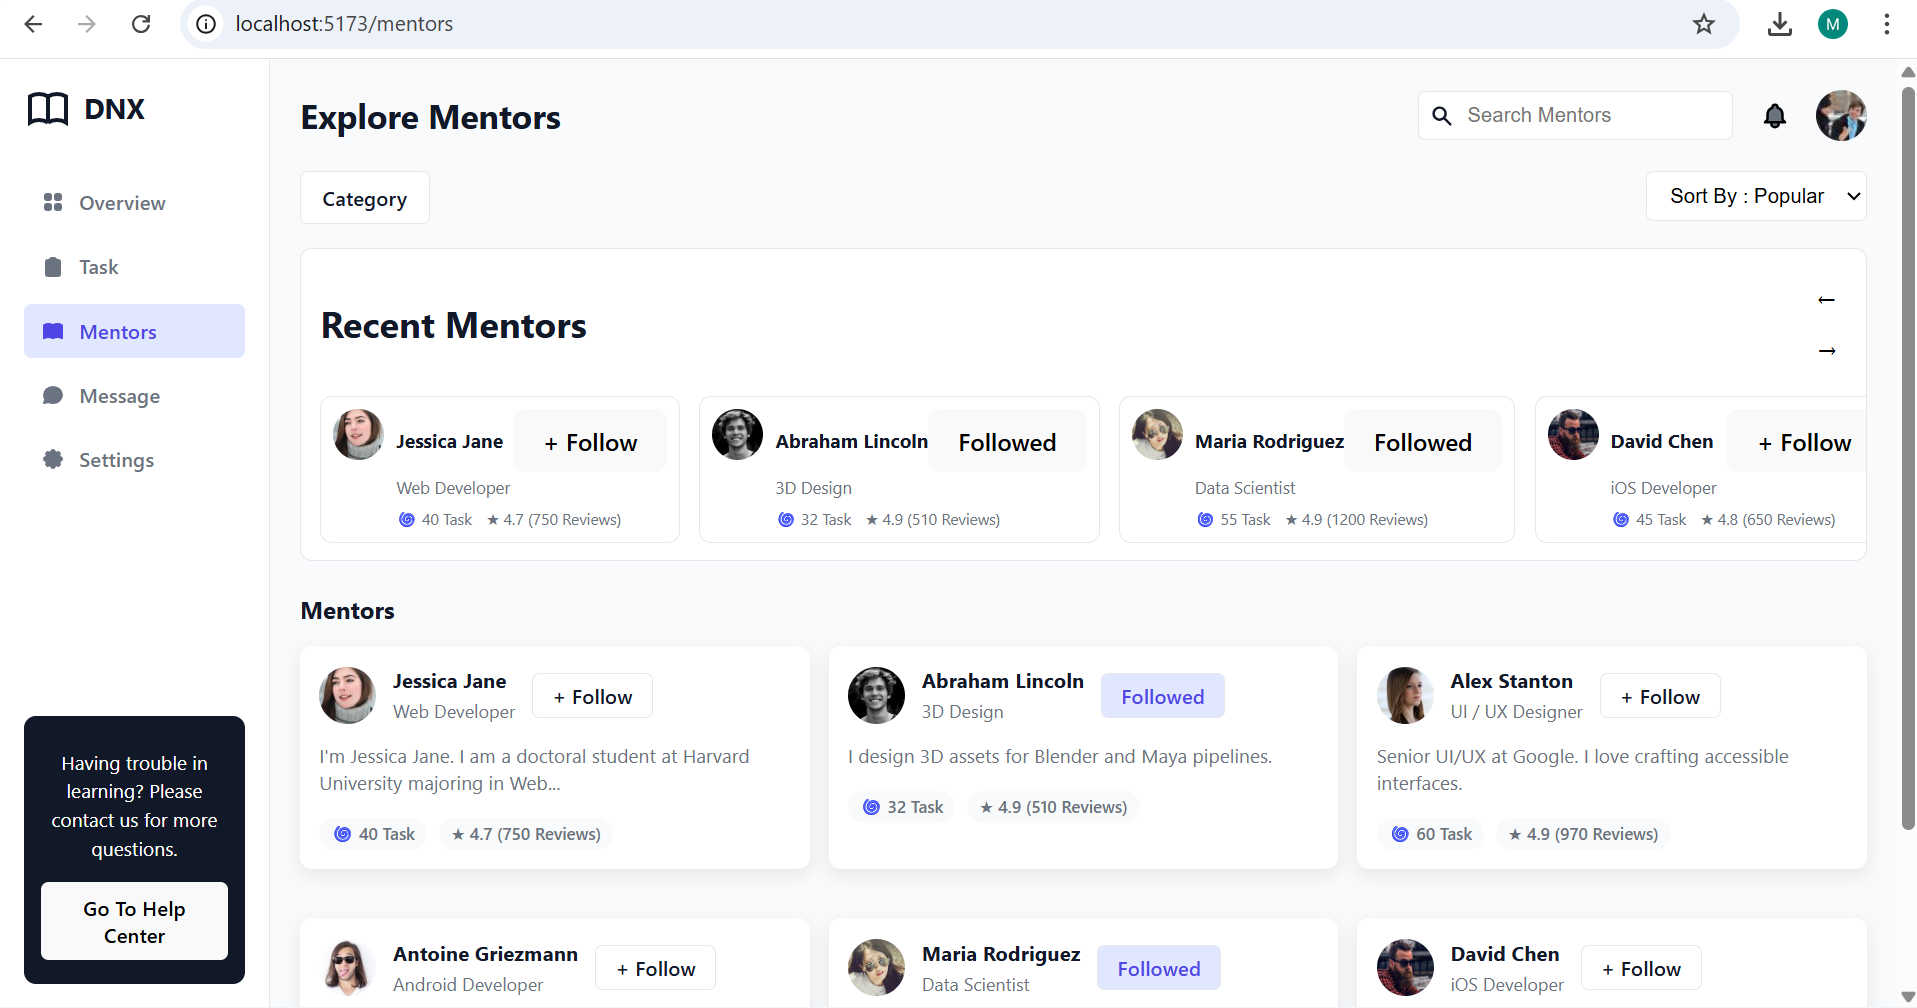 localhost:5173/mentors
M
DNX
Overview
Task
Mentors
Message
Settings
Having trouble in
learning? Please
contact us for more
questions.
Go To Help
Center
Explore Mentors
Search Mentors
Category
Sort By : Popular
Recent Mentors
←
→
Jessica Jane
+ Follow
Web Developer
40 Task ★ 4.7 (750 Reviews)
Abraham Lincoln
Followed
3D Design
32 Task ★ 4.9 (510 Reviews)
Maria Rodriguez
Followed
Data Scientist
55 Task ★ 4.9 (1200 Reviews)
David Chen
+ Follow
iOS Developer
45 Task ★ 4.8 (650 Reviews)
Mentors
Jessica Jane
Web Developer
+ Follow
I'm Jessica Jane. I am a doctoral student at Harvard
University majoring in Web...
40 Task ★ 4.7 (750 Reviews)
Abraham Lincoln
3D Design
Followed
I design 3D assets for Blender and Maya pipelines.
32 Task ★ 4.9 (510 Reviews)
Alex Stanton
UI / UX Designer
+ Follow
Senior UI/UX at Google. I love crafting accessible
interfaces.
60 Task ★ 4.9 (970 Reviews)
Antoine Griezmann
Android Developer
+ Follow
Maria Rodriguez
Data Scientist
Followed
David Chen
iOS Developer
+ Follow